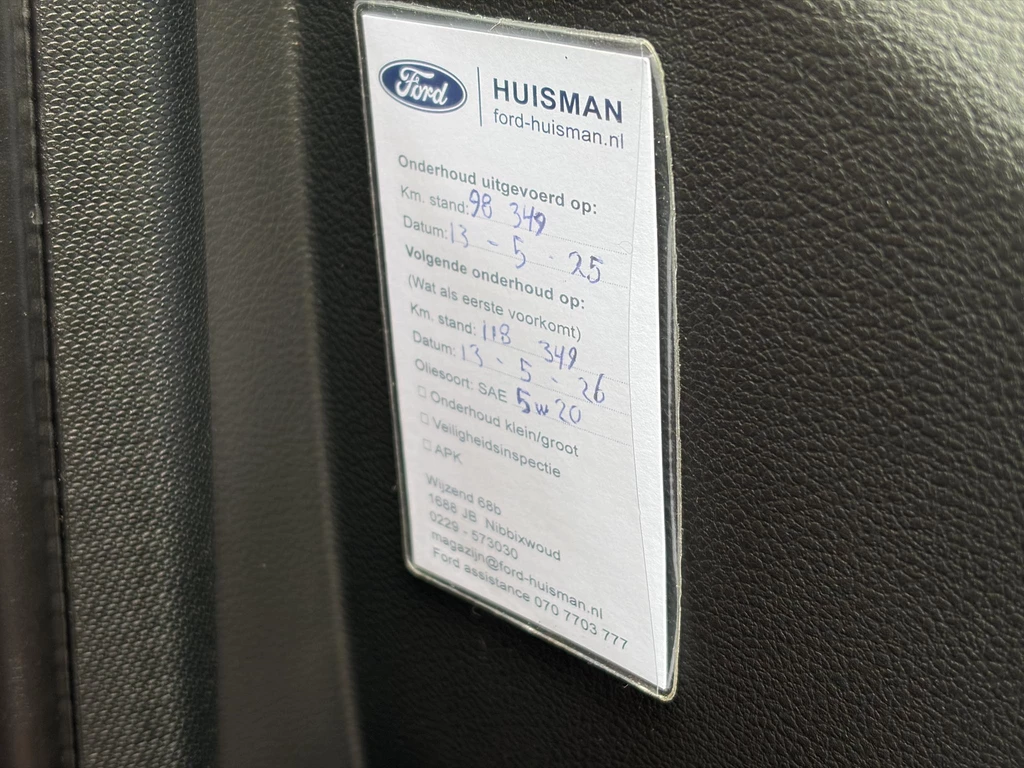 Ford
HUISMAN
ford-huisman.nl
Onderhoud uitgevoerd op:
Km. stand: 98 349
Datum: 13 - 5 - 25
Volgende onderhoud op:
(Wat als eerste voorkomt)
Km. stand: 118 349
Datum: 13 - 5 - 26
Oliesoort: SAE 5w20
□ Onderhoud klein/groot
□ Veiligheidsinspectie
□ APK
Wijzend 68b
1688 JB Nibbixwoud
0229 - 573030
magazijn@ford-huisman.nl
Ford assistance 070 7703 777